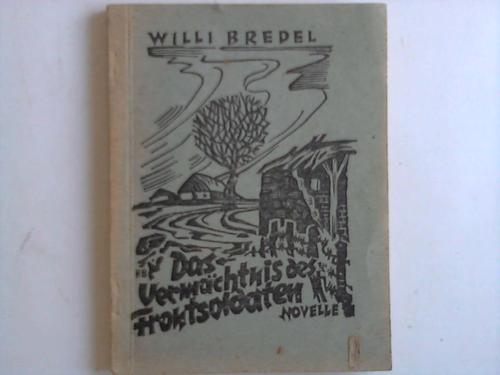 WILLI BREDEL
Das
Vermächtnis des
Frontsoldaten
NOVELLE